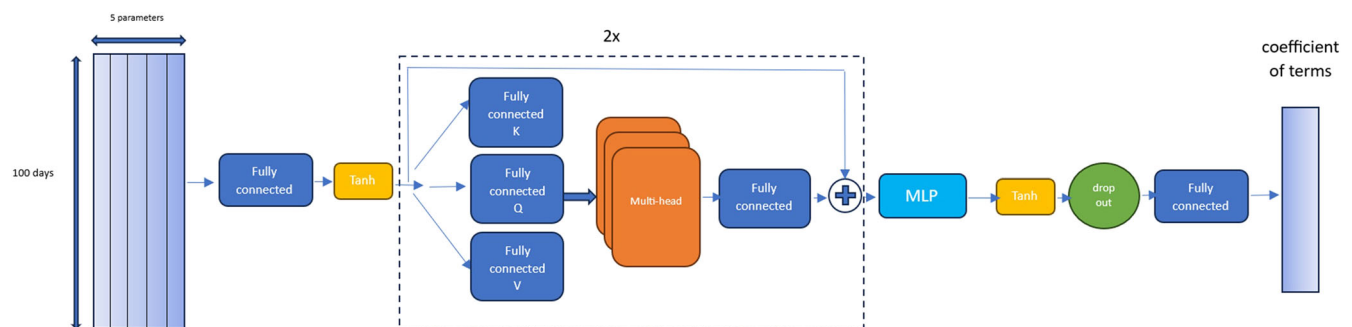 5 parameters
100 days
Fully
connected
Tanh
2x
Fully
connected
K
Fully
connected
Q
Fully
connected
V
Multi-head
Fully
connected
MLP
Tanh
drop
out
Fully
connected
coefficient
of terms